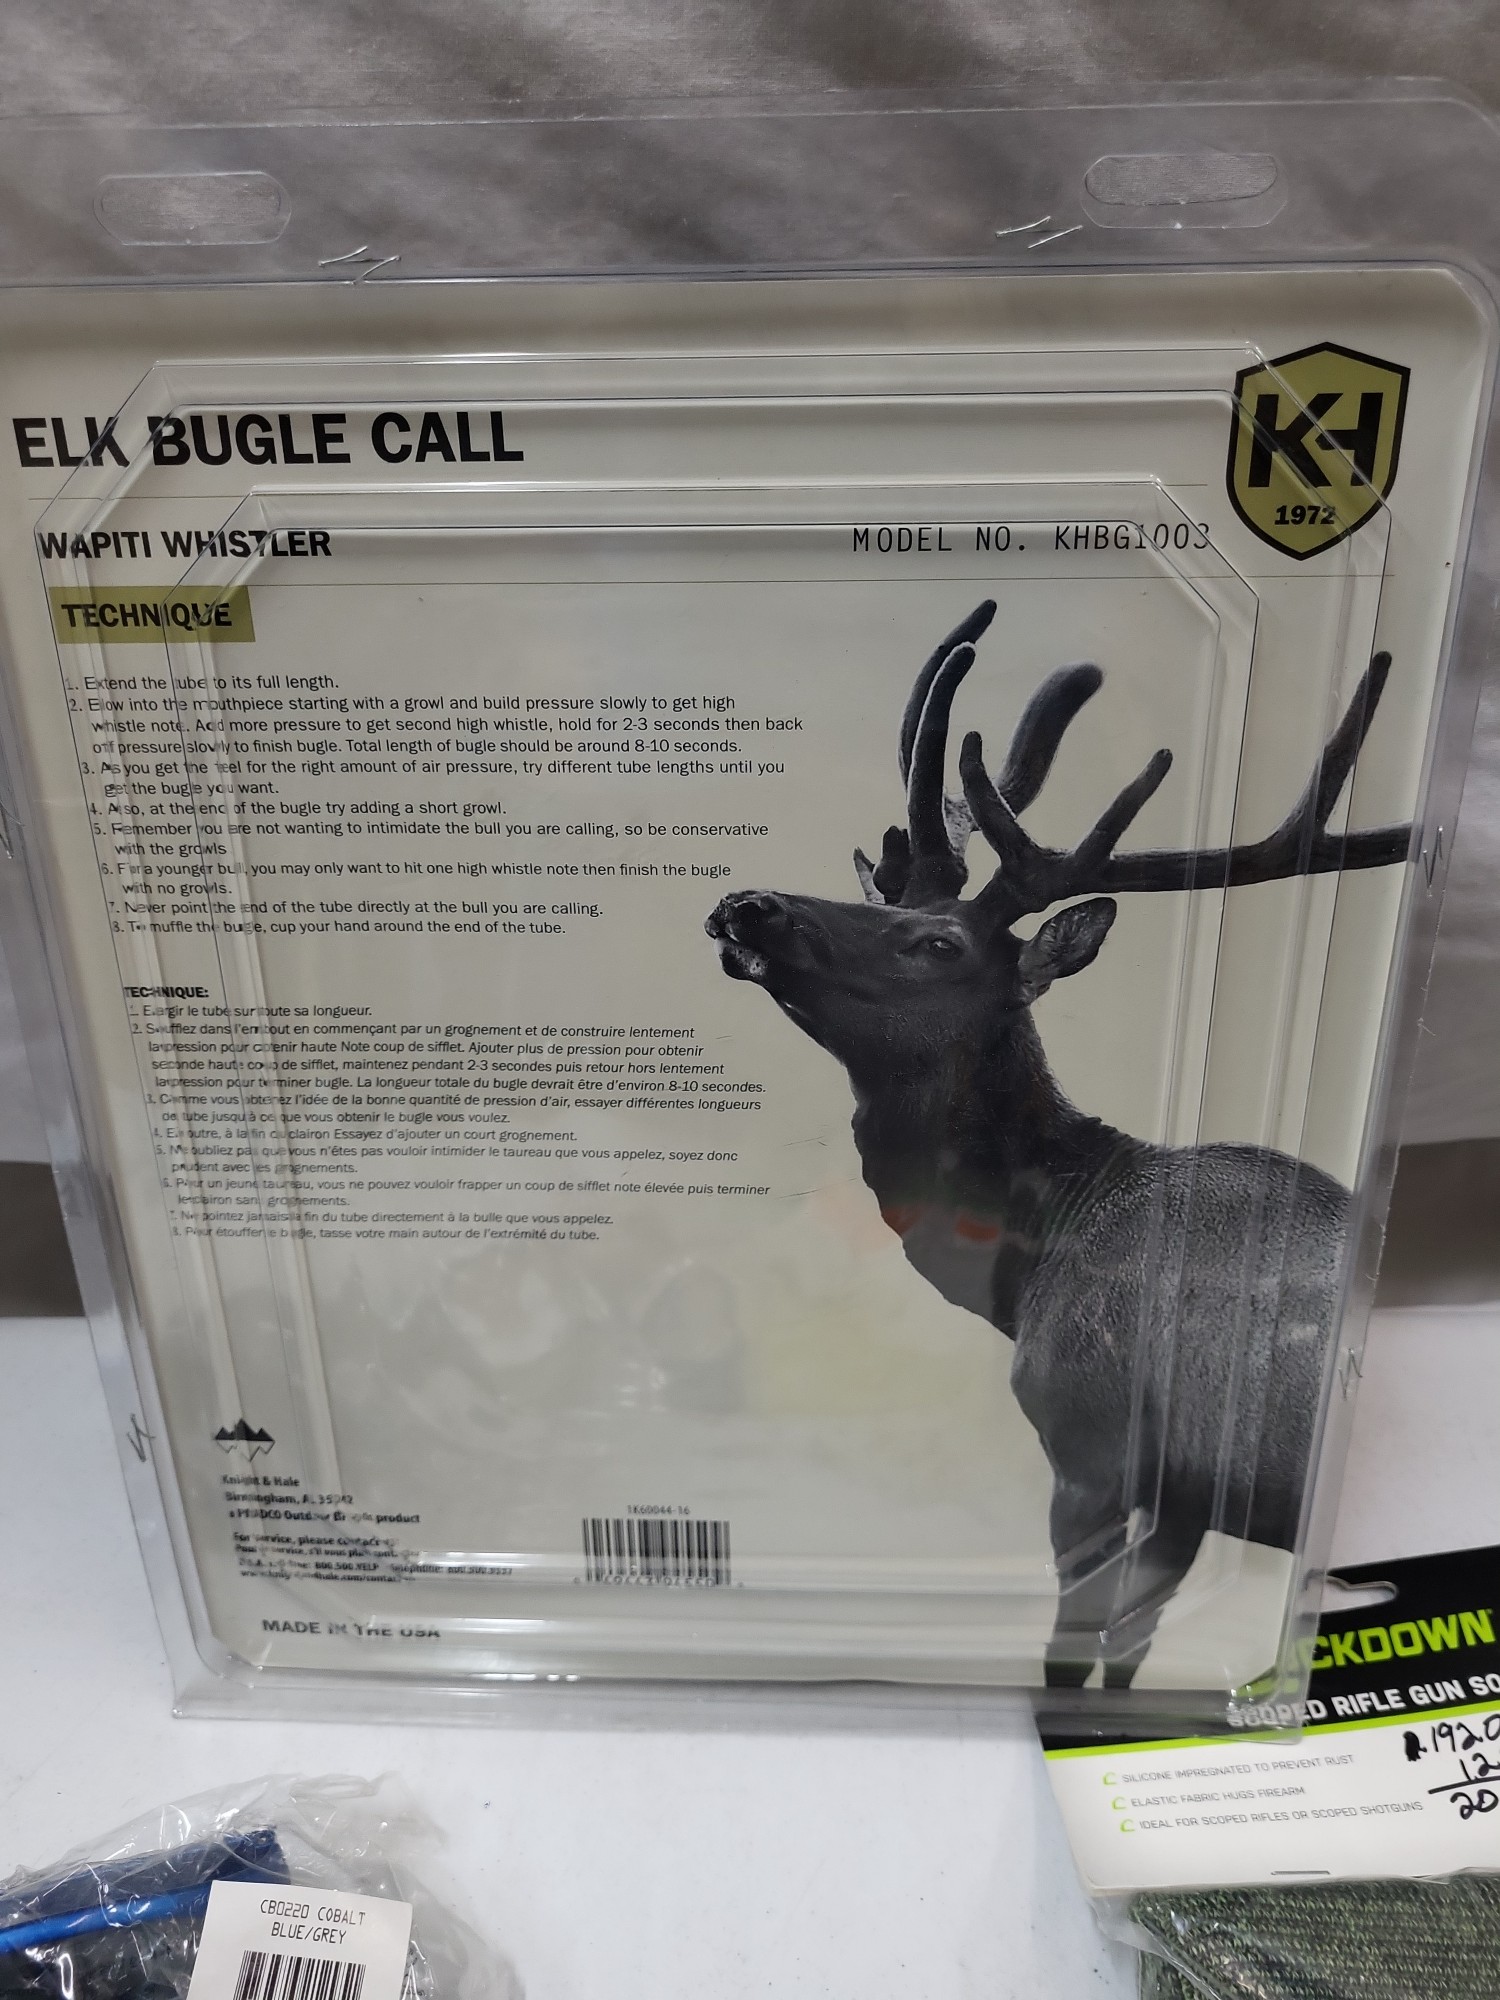 ELK BUGLE CALL
KH
1972
WAPITI WHISTLER
MODEL NO. KHBG1003
TECHNIQUE
1. Extend the tube to its full length.
2. Blow into the mouthpiece starting with a growl and build pressure slowly to get high
whistle note. Add more pressure to get second high whistle, hold for 2-3 seconds then back
off pressure slowly to finish bugle. Total length of bugle should be around 8-10 seconds.
3. As you get the feel for the right amount of air pressure, try different tube lengths until you
get the bugle you want.
4. Also, at the end of the bugle try adding a short growl.
5. Remember you are not wanting to intimidate the bull you are calling, so be conservative
with the growls
6. For a younger bull, you may only want to hit one high whistle note then finish the bugle
with no growls.
7. Never point the end of the tube directly at the bull you are calling.
8. To muffle the bugle, cup your hand around the end of the tube.
TECHNIQUE:
1. Elargir le tube sur toute sa longueur.
2. Soufflez dans l'embout en commençant par un grognement et de construire lentement
la pression pour obtenir haute Note coup de sifflet. Ajouter plus de pression pour obtenir
seconde haute coup de sifflet, maintenez pendant 2-3 secondes puis retour hors lentement
la pression pour terminer bugle. La longueur totale du bugle devrait être d'environ 8-10 secondes.
3. Comme vous obtenez l'idée de la bonne quantité de pression d'air, essayer différentes longueurs
de tube jusqu'à ce que vous obtenir le bugle vous voulez.
4. En outre, à la fin du clairon Essayez d'ajouter un court grognement.
5. N'oubliez pas que vous n'êtes pas vouloir intimider le taureau que vous appelez, soyez donc
prudent avec les grognements.
6. Pour un jeune taureau, vous ne pouvez vouloir frapper un coup de sifflet note élevée puis terminer
le clairon sans grognements.
7. Ne pointez jamais la fin du tube directement à la bulle que vous appelez.
8. Pour étouffer le bugle, tasse votre main autour de l'extrémité du tube.
Knight & Hale
Birmingham, AL 35242
a PRADCO Outdoor Brands product
For service, please contact:
1K60044-16
MADE IN THE USA
CKDOWN
SCOPED RIFLE GUN SO
SILICONE IMPREGNATED TO PREVENT RUST
ELASTIC FABRIC HUGS FIREARM
IDEAL FOR SCOPED RIFLES OR SCOPED SHOTGUNS
1920
12
20
CB0220 COBALT
BLUE/GREY